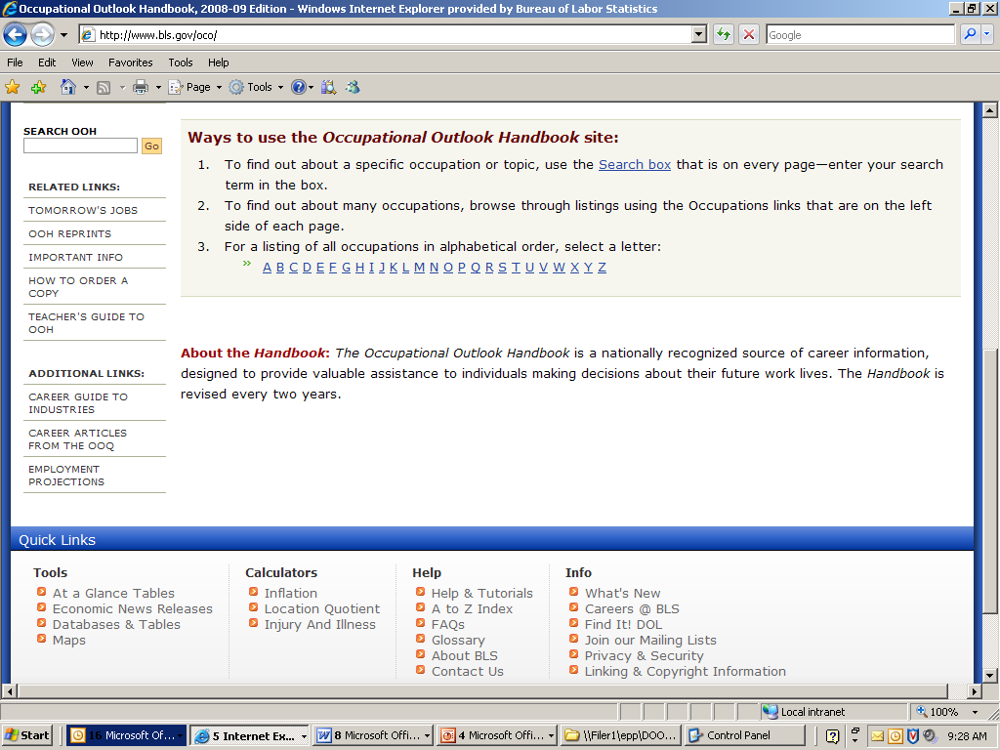 Occupational Outlook Handbook, 2008-09 Edition - Windows Internet Explorer provided by Bureau of Labor Statistics
http://www.bls.gov/oco/
Google
File Edit View Favorites Tools Help
Page Tools
SEARCH OOH
Go
RELATED LINKS:
TOMORROW'S JOBS
OOH REPRINTS
IMPORTANT INFO
HOW TO ORDER A
COPY
TEACHER'S GUIDE TO
OOH
ADDITIONAL LINKS:
CAREER GUIDE TO
INDUSTRIES
CAREER ARTICLES
FROM THE OOQ
EMPLOYMENT
PROJECTIONS
Ways to use the Occupational Outlook Handbook site:
1. To find out about a specific occupation or topic, use the Search box that is on every page—enter your search
term in the box.
2. To find out about many occupations, browse through listings using the Occupations links that are on the left
side of each page.
3. For a listing of all occupations in alphabetical order, select a letter:
» A B C D E F G H I J K L M N O P Q R S T U V W X Y Z
About the Handbook: The Occupational Outlook Handbook is a nationally recognized source of career information,
designed to provide valuable assistance to individuals making decisions about their future work lives. The Handbook is
revised every two years.
Quick Links
Tools
At a Glance Tables
Economic News Releases
Databases & Tables
Maps
Calculators
Inflation
Location Quotient
Injury And Illness
Help
Help & Tutorials
A to Z Index
FAQs
Glossary
About BLS
Contact Us
Info
What's New
Careers @ BLS
Find It! DOL
Join our Mailing Lists
Privacy & Security
Linking & Copyright Information
Local intranet
100%
Start
16 Microsoft Of...
5 Internet Ex...
8 Microsoft Offi...
4 Microsoft Offi...
\\Filer1\epp\DOO...
Control Panel
9:28 AM